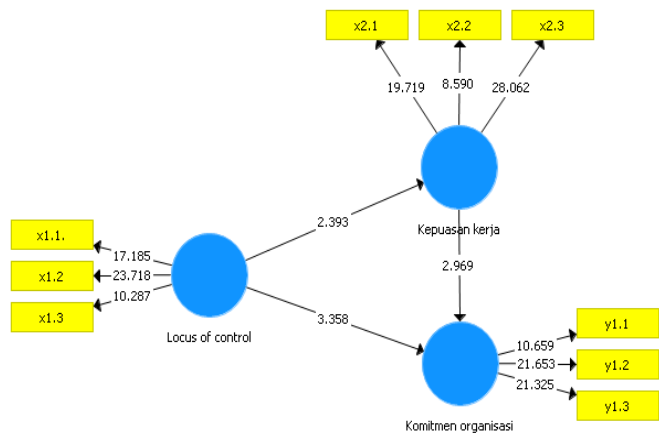 x2.1
x2.2
x2.3
19.719
8.590
28.062
Kepuasan kerja
2.393
2.969
x1.1.
x1.2
x1.3
17.185
23.718
10.287
Locus of control
3.358
y1.1
y1.2
y1.3
10.659
21.653
21.325
Komitmen organisasi